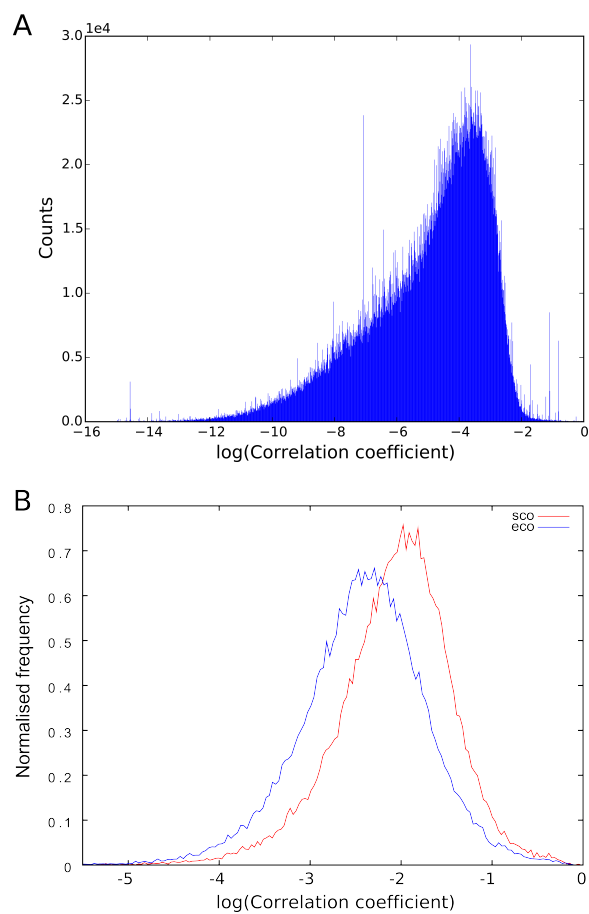 A
1e4
3.0
2.5
2.0
1.5
1.0
0.5
0.0
Counts
−16 −14 −12 −10 −8 −6 −4 −2 0
log(Correlation coefficient)
B
0.8
0.7
0.6
0.5
0.4
0.3
0.2
0.1
0
sco
eco
Normalised frequency
-5 -4 -3 -2 -1 0
log(Correlation coefficient)